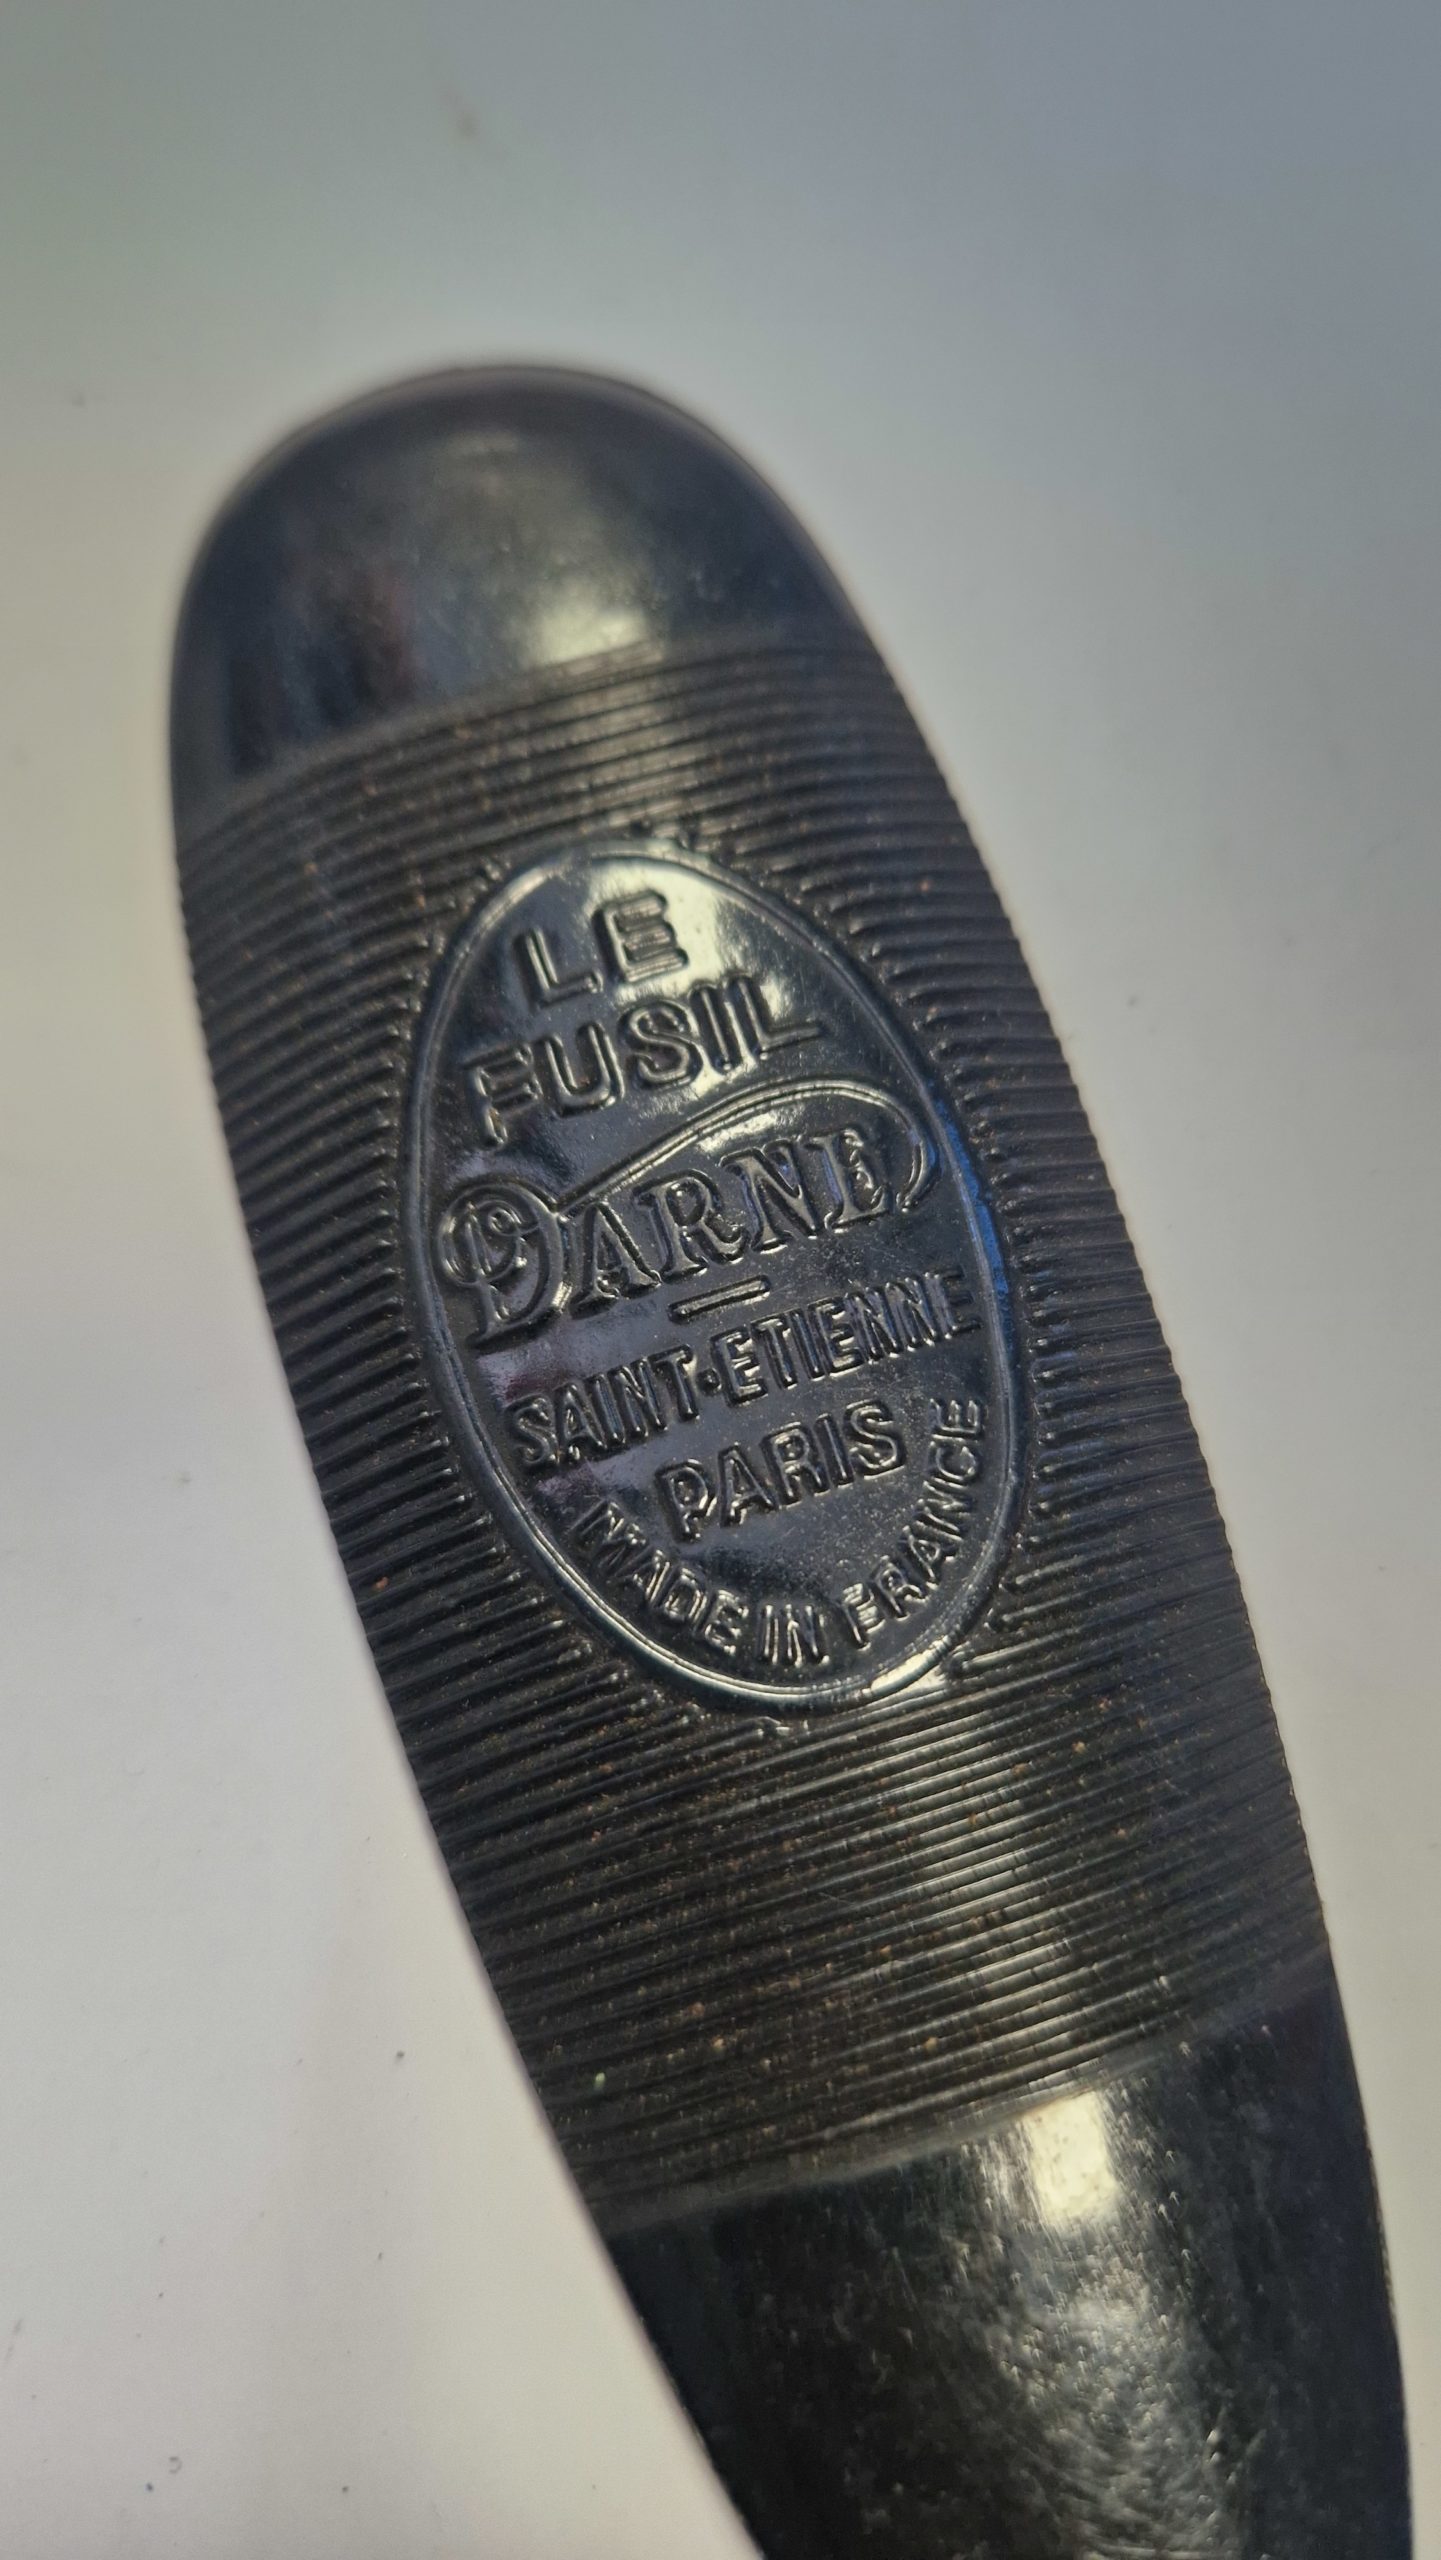 LE
FUSIL
DARNE
SAINT-ETIENNE
PARIS
MADE IN FRANCE